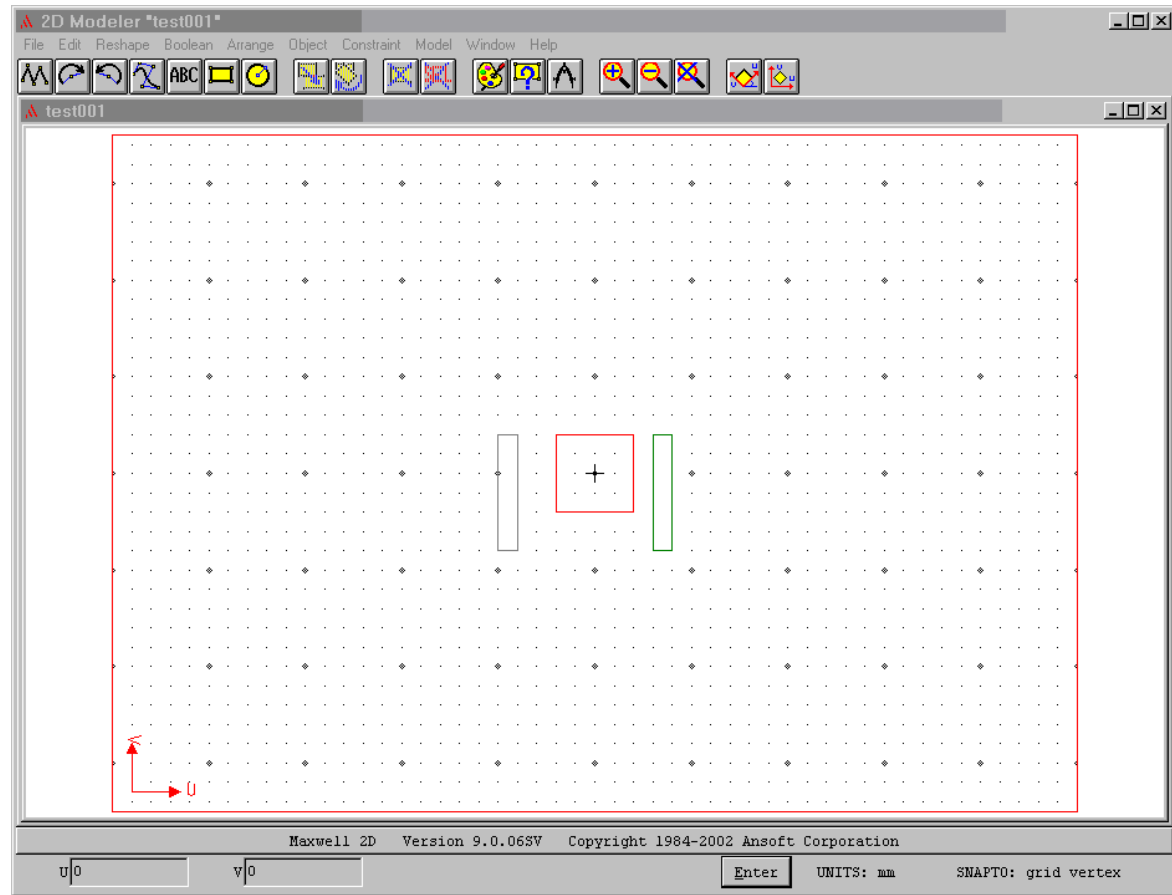 2D Modeler "test001"
File Edit Reshape Boolean Arrange Object Constraint Model Window Help
ABC
test001
V
U
Maxwell 2D Version 9.0.06SV Copyright 1984-2002 Ansoft Corporation
U 0 V 0 Enter UNITS: mm SNAPTO: grid vertex